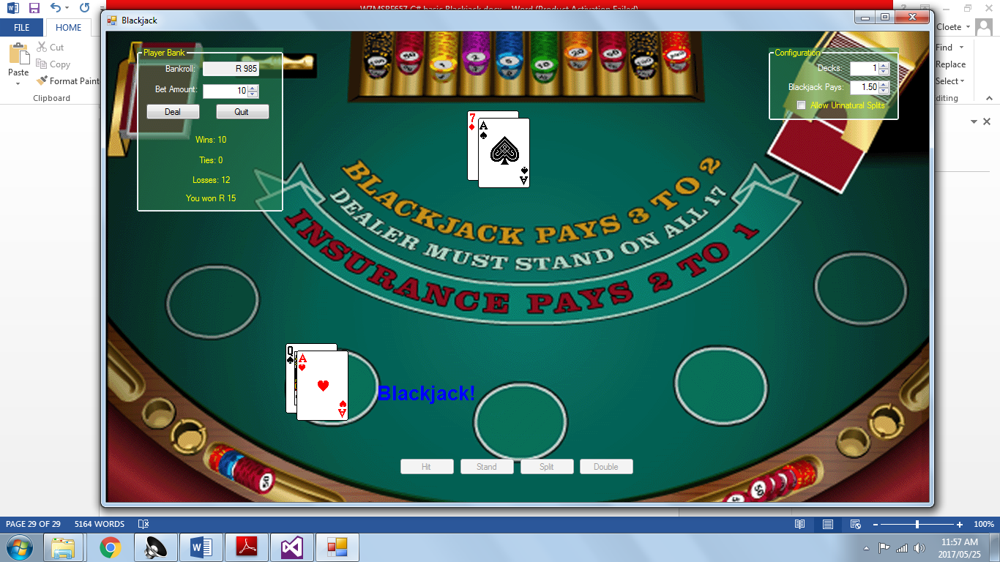 W7MSBE657 C# basic Blackjack.docx - Word (Product Activation Failed)
FILE
HOME
Cloete
Paste
Cut
Copy
Format Paint
Clipboard
Find
Replace
Select
diting
Blackjack
Player Bank
Bankroll: R 985
Bet Amount: 10
Deal
Quit
Wins: 10
Ties: 0
Losses: 12
You won R 15
Configuration
Decks: 1
Blackjack Pays: 1.50
Allow Unnatural Splits
7
A
A
BLACKJACK PAYS 3 TO 2
DEALER MUST STAND ON ALL 17
INSURANCE PAYS 2 TO 1
Q
A
A
Blackjack!
Hit
Stand
Split
Double
PAGE 29 OF 29
5164 WORDS
100%
11:57 AM
2017/05/25